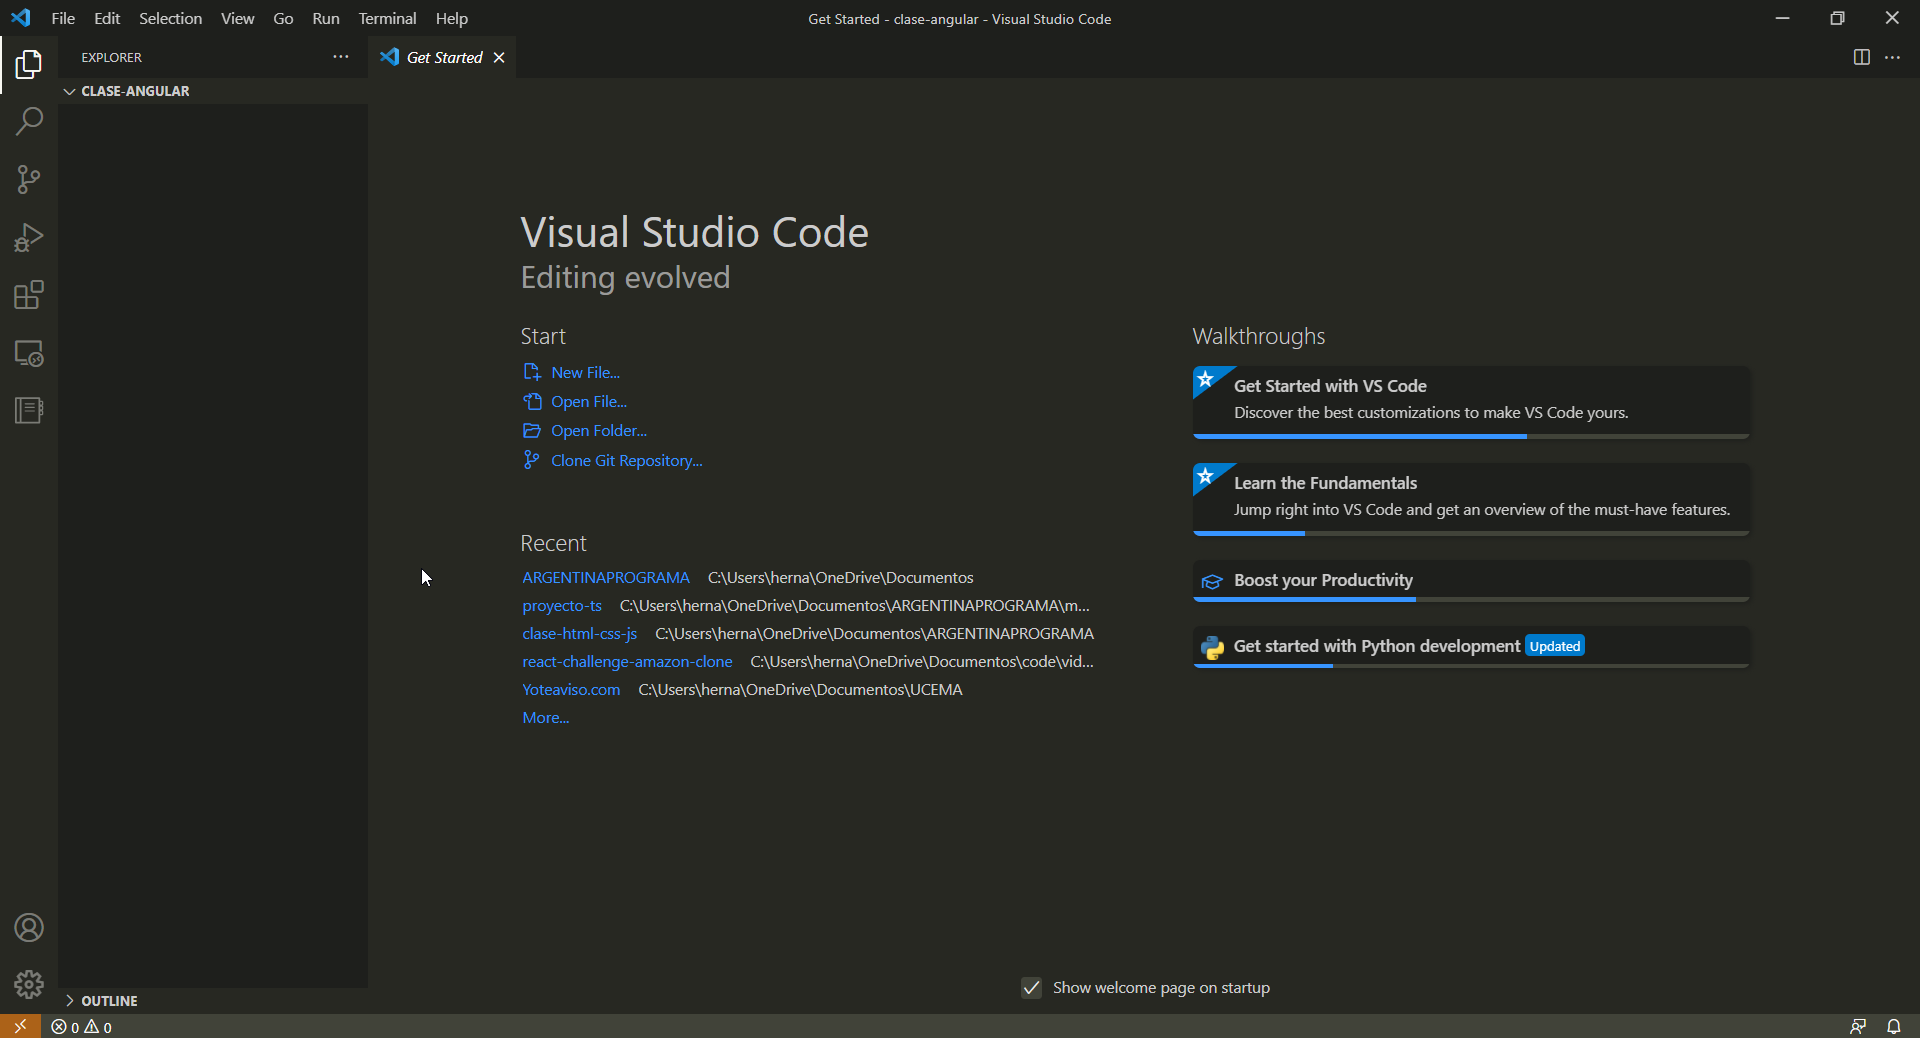 File Edit Selection View Go Run Terminal Help
Get Started - clase-angular - Visual Studio Code
EXPLORER
Get Started
CLASE-ANGULAR
Visual Studio Code
Editing evolved
Start
New File...
Open File...
Open Folder...
Clone Git Repository...
Recent
ARGENTINAPROGRAMA C:\Users\herna\OneDrive\Documentos
proyecto-ts C:\Users\herna\OneDrive\Documentos\ARGENTINAPROGRAMA\m...
clase-html-css-js C:\Users\herna\OneDrive\Documentos\ARGENTINAPROGRAMA
react-challenge-amazon-clone C:\Users\herna\OneDrive\Documentos\code\vid...
Yoteaviso.com C:\Users\herna\OneDrive\Documentos\UCEMA
More...
Walkthroughs
Get Started with VS Code
Discover the best customizations to make VS Code yours.
Learn the Fundamentals
Jump right into VS Code and get an overview of the must-have features.
Boost your Productivity
Get started with Python development Updated
Show welcome page on startup
OUTLINE
0 0